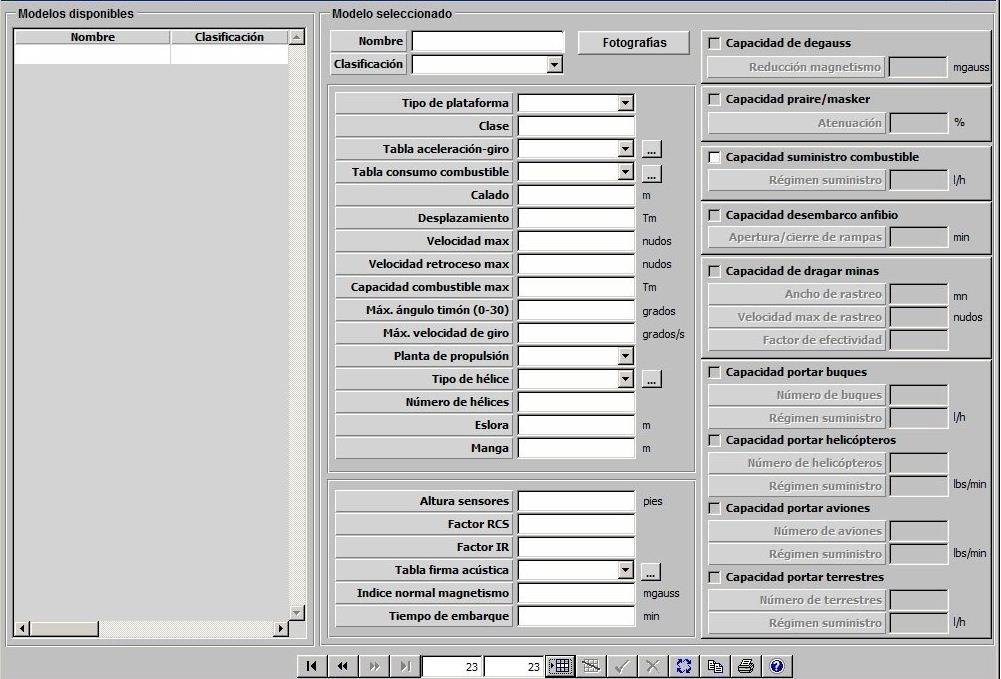 Modelos disponibles
Nombre Clasificación
Modelo seleccionado
Nombre
Fotografías
Clasificación
Tipo de plataforma
Clase
Tabla aceleración-giro ...
Tabla consumo combustible ...
Calado m
Desplazamiento Tm
Velocidad max nudos
Velocidad retroceso max nudos
Capacidad combustible max Tm
Máx. ángulo timón (0-30) grados
Máx. velocidad de giro grados/s
Planta de propulsión
Tipo de hélice ...
Número de hélices
Eslora m
Manga m
Altura sensores pies
Factor RCS
Factor IR
Tabla firma acústica ...
Indice normal magnetismo mgauss
Tiempo de embarque min
Capacidad de degauss
Reducción magnetismo mgauss
Capacidad praire/masker
Atenuación %
Capacidad suministro combustible
Régimen suministro l/h
Capacidad desembarco anfibio
Apertura/cierre de rampas min
Capacidad de dragar minas
Ancho de rastreo mn
Velocidad max de rastreo nudos
Factor de efectividad
Capacidad portar buques
Número de buques
Régimen suministro l/h
Capacidad portar helicópteros
Número de helicópteros
Régimen suministro lbs/min
Capacidad portar aviones
Número de aviones
Régimen suministro lbs/min
Capacidad portar terrestres
Número de terrestres
Régimen suministro l/h
23 23